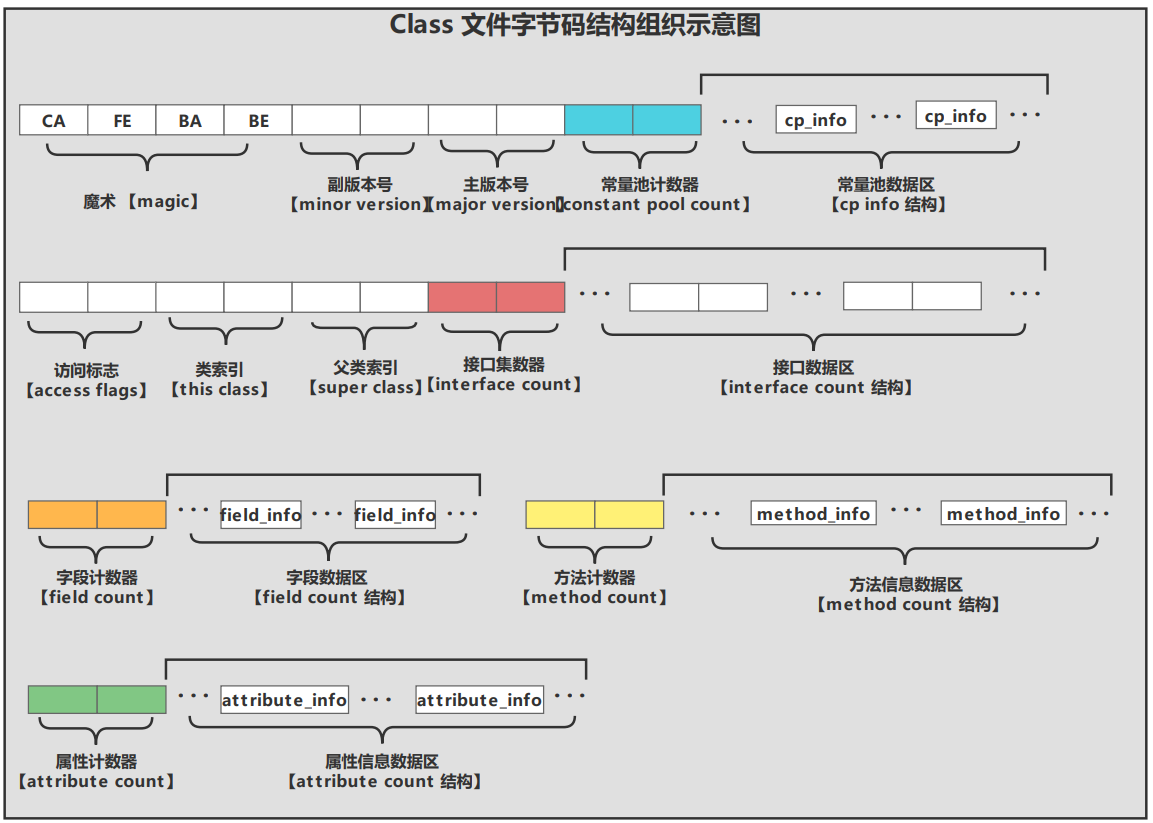 Class 文件字节码结构组织示意图
CA FE BA BE ··· cp_info ··· cp_info ···
魔术 【magic】
副版本号
【minor version】
主版本号
【major version】
常量池计数器
【constant pool count】
常量池数据区
【cp info 结构】
··· ··· ···
访问标志
【access flags】
类索引
【this class】
父类索引
【super class】
接口集数器
【interface count】
接口数据区
【interface count 结构】
··· field_info ··· field_info ···
··· method_info ··· method_info ···
字段计数器
【field count】
字段数据区
【field count 结构】
方法计数器
【method count】
方法信息数据区
【method count 结构】
··· attribute_info ··· attribute_info ···
属性计数器
【attribute count】
属性信息数据区
【attribute count 结构】